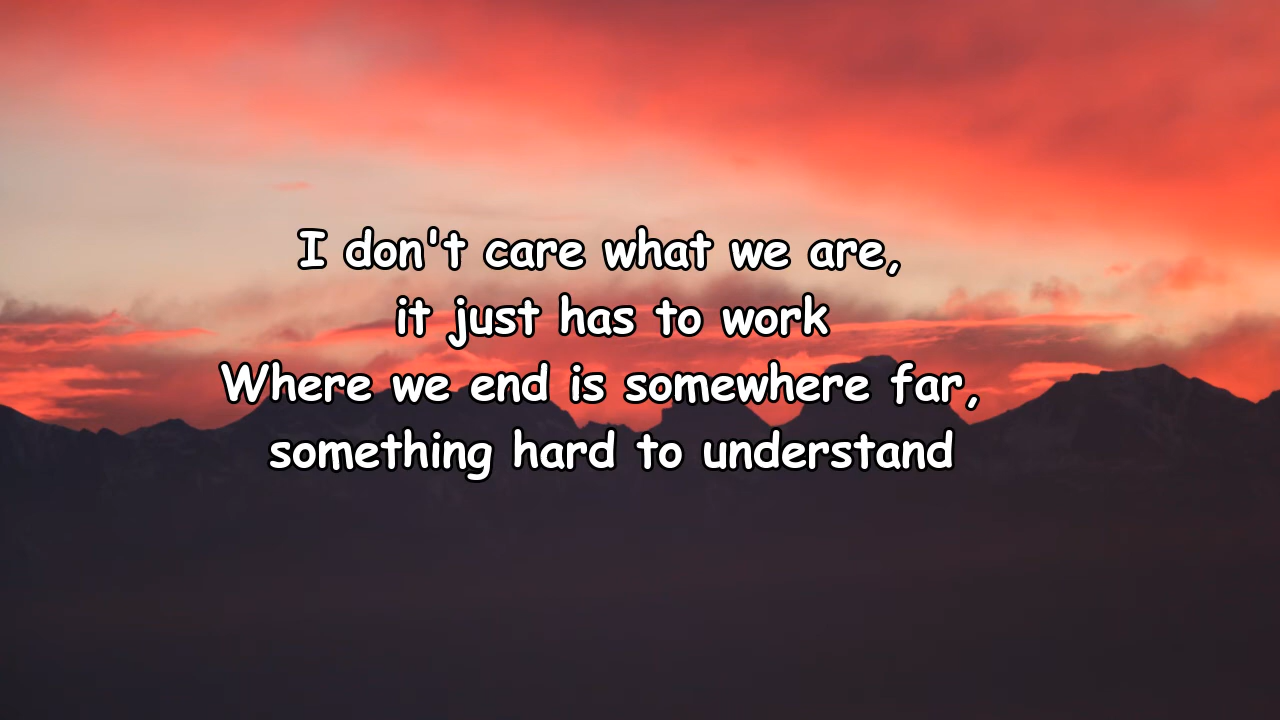 I don't care what we are,
it just has to work
Where we end is somewhere far,
something hard to understand